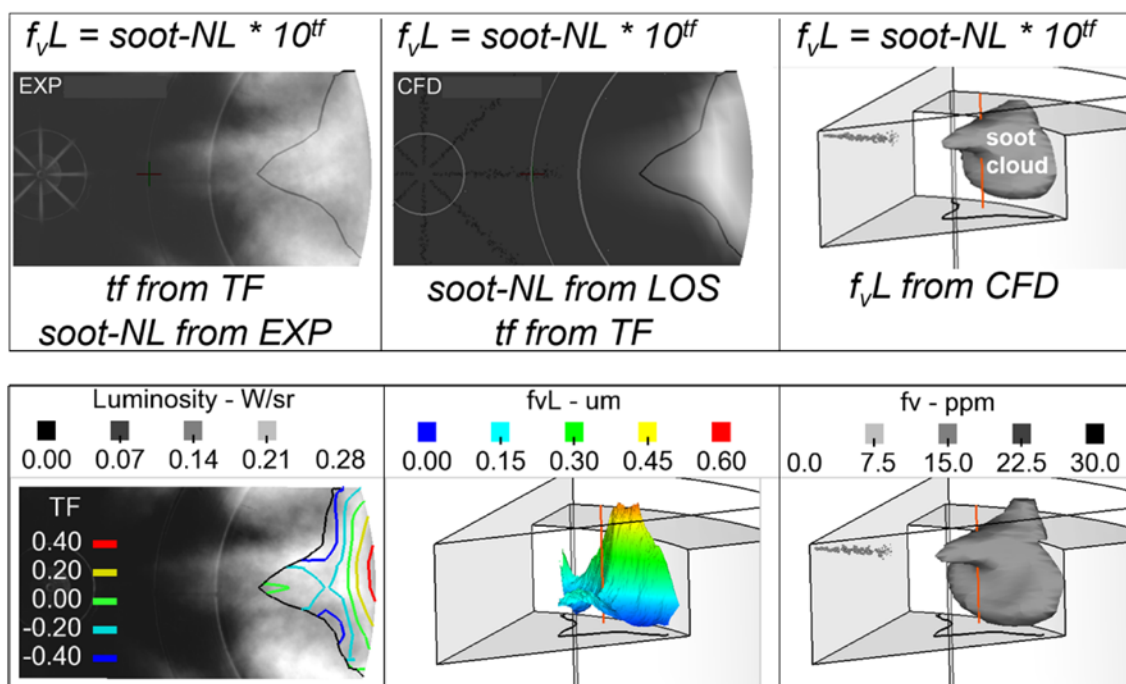 f_vL = soot-NL * 10^tf
EXP
tf from TF
soot-NL from EXP
f_vL = soot-NL * 10^tf
CFD
soot-NL from LOS
tf from TF
f_vL = soot-NL * 10^tf
soot
cloud
f_vL from CFD
Luminosity - W/sr
0.00 0.07 0.14 0.21 0.28
TF
0.40
0.20
0.00
-0.20
-0.40
fvL - um
0.00 0.15 0.30 0.45 0.60
fv - ppm
0.0 7.5 15.0 22.5 30.0